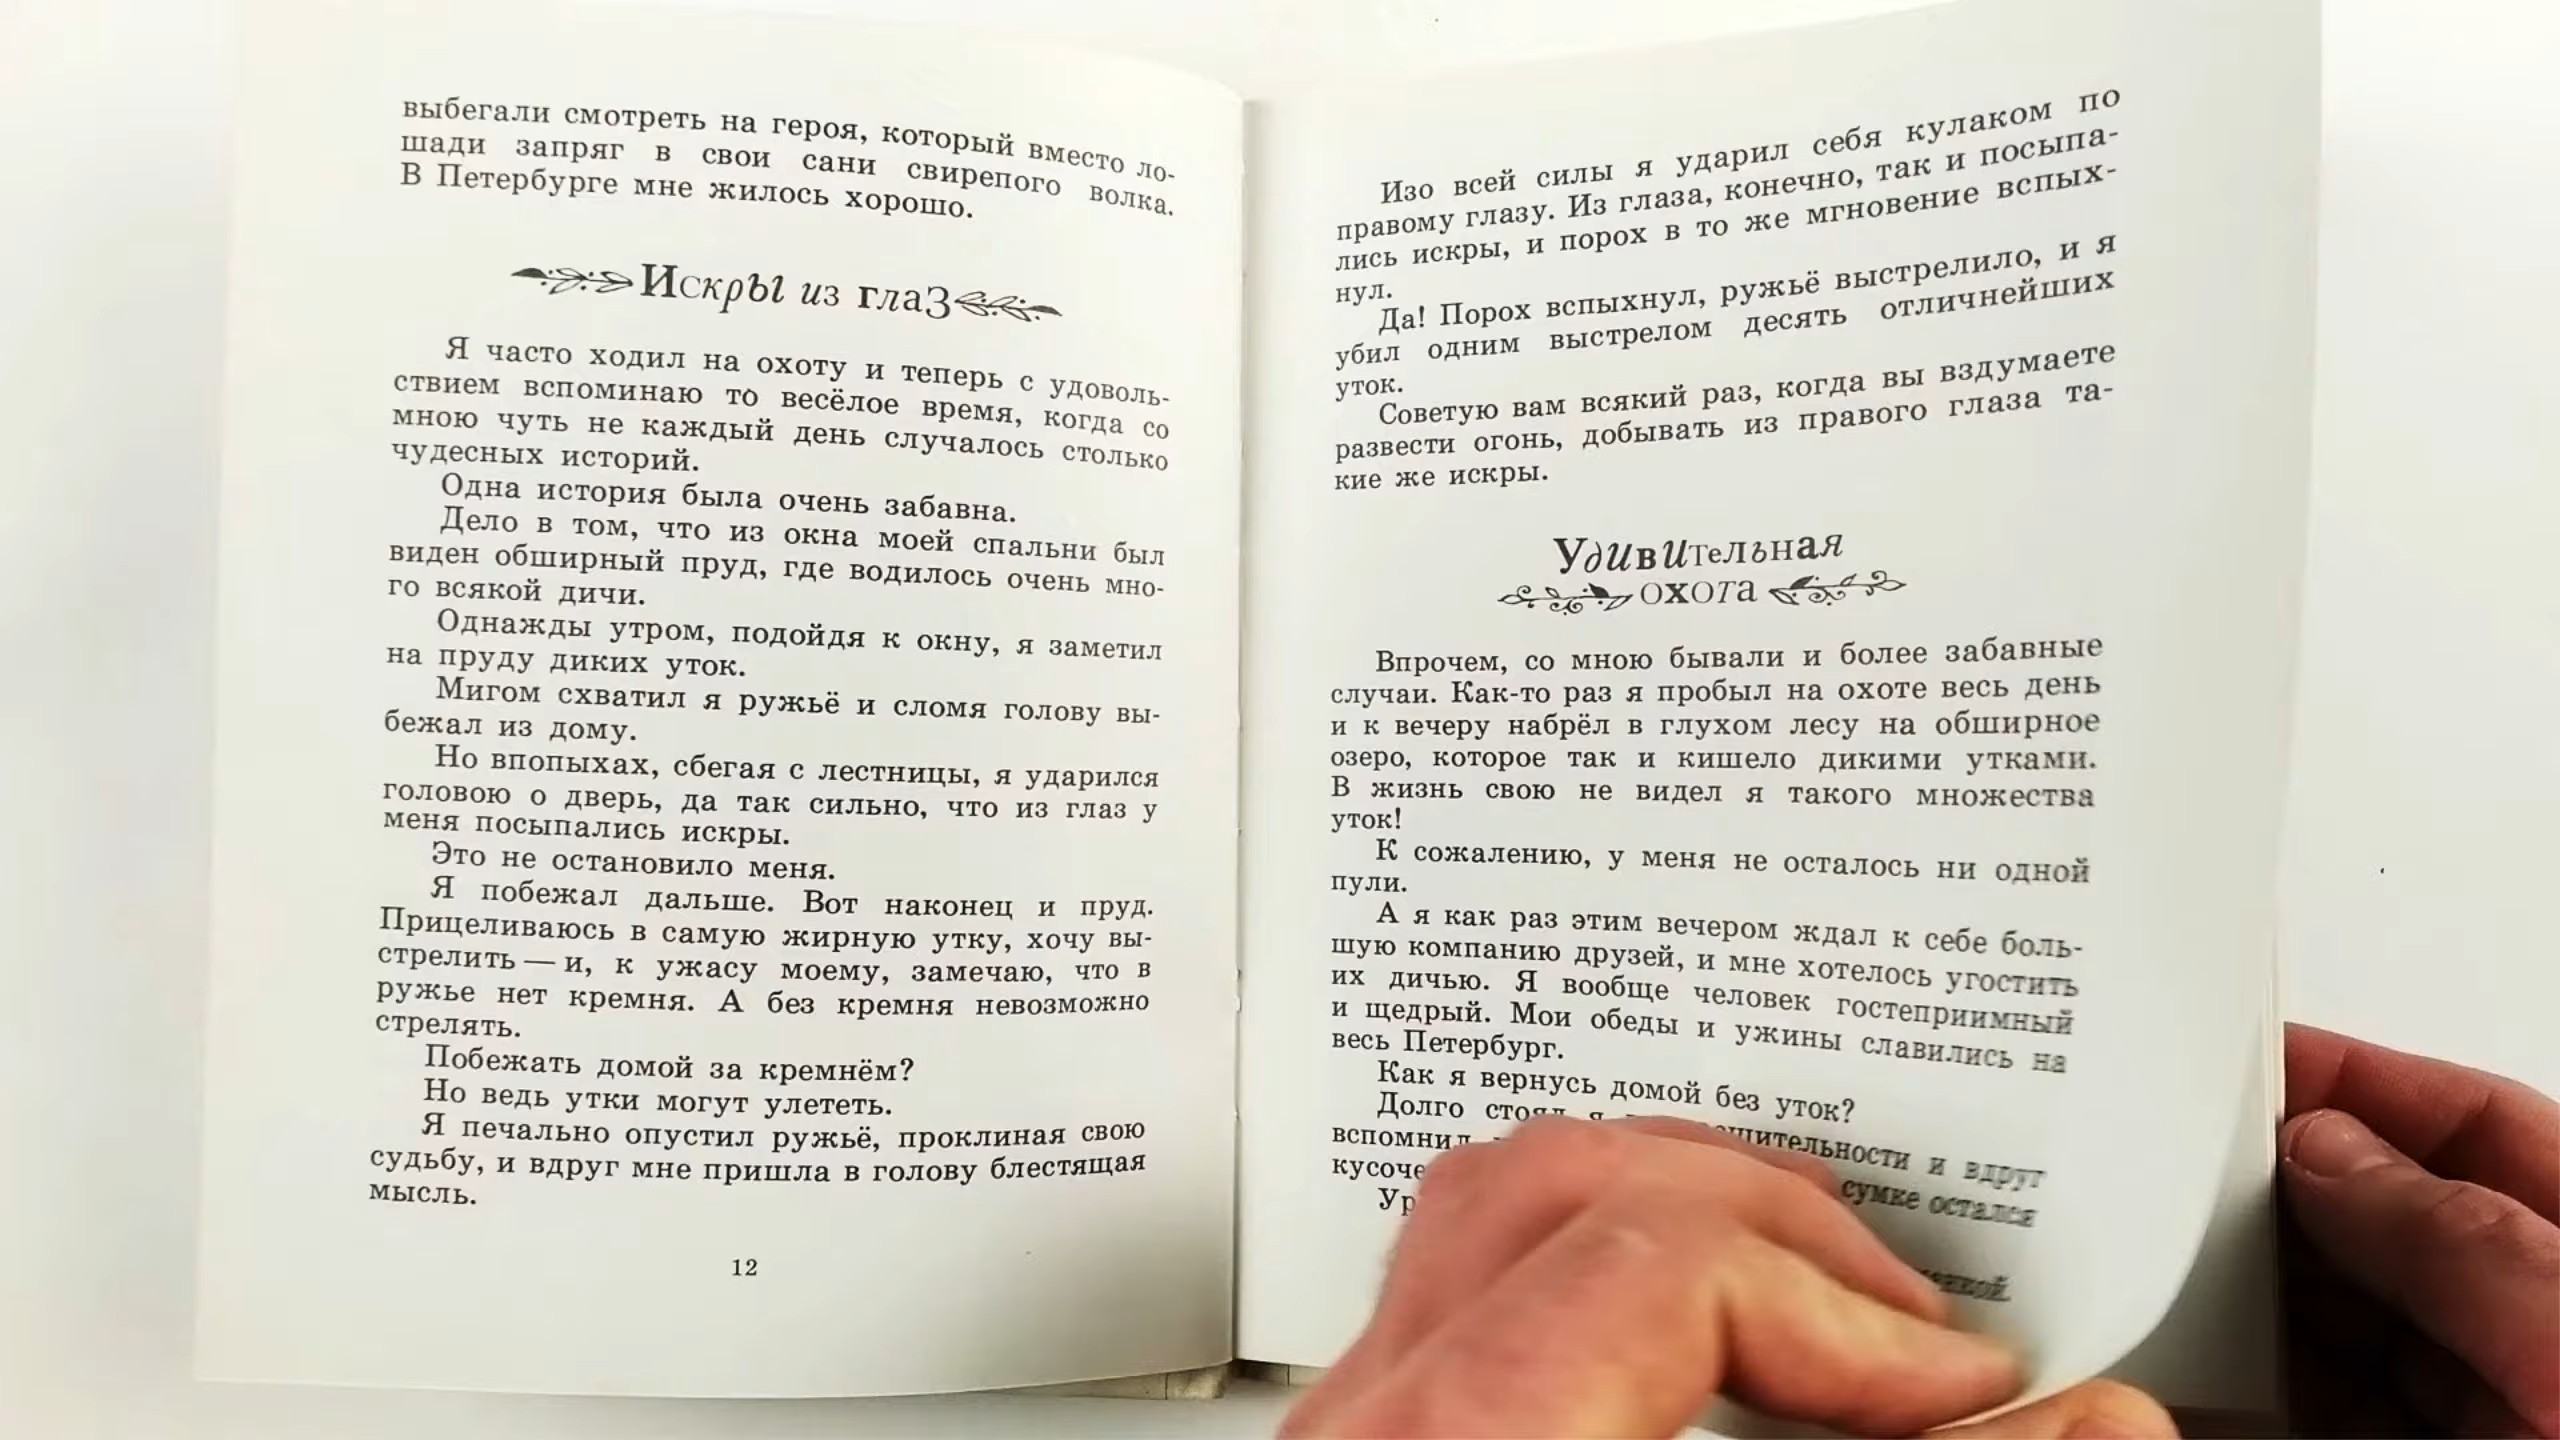 выбегали смотреть на героя, который вместо ло-
шади запряг в свои сани свирепого волка.
В Петербурге мне жилось хорошо.
Искры из глаз
Я часто ходил на охоту и теперь с удоволь-
ствием вспоминаю то весёлое время, когда со
мною чуть не каждый день случалось столько
чудесных историй.
Одна история была очень забавна.
Дело в том, что из окна моей спальни был
виден обширный пруд, где водилось очень мно-
го всякой дичи.
Однажды утром, подойдя к окну, я заметил
на пруду диких уток.
Мигом схватил я ружьё и сломя голову вы-
бежал из дому.
Но впопыхах, сбегая с лестницы, я ударился
головою о дверь, да так сильно, что из глаз у
меня посыпались искры.
Это не остановило меня.
Я побежал дальше. Вот наконец и пруд.
Прицеливаюсь в самую жирную утку, хочу вы-
стрелить — и, к ужасу моему, замечаю, что в
ружье нет кремня. А без кремня невозможно
стрелять.
Побежать домой за кремнём?
Но ведь утки могут улететь.
Я печально опустил ружьё, проклиная свою
судьбу, и вдруг мне пришла в голову блестящая
мысль.
12
Изо всей силы я ударил себя кулаком по
правому глазу. Из глаза, конечно, так и посыпа-
лись искры, и порох в то же мгновение вспых-
нул.
Да! Порох вспыхнул, ружьё выстрелило, и я
убил одним выстрелом десять отличнейших
уток.
Советую вам всякий раз, когда вы вздумаете
развести огонь, добывать из правого глаза та-
кие же искры.
Удивительная
охота
Впрочем, со мною бывали и более забавные
случаи. Как-то раз я пробыл на охоте весь день
и к вечеру набрёл в глухом лесу на обширное
озеро, которое так и кишело дикими утками.
В жизнь свою не видел я такого множества
уток!
К сожалению, у меня не осталось ни одной
пули.
А я как раз этим вечером ждал к себе боль-
шую компанию друзей, и мне хотелось угостить
их дичью. Я вообще человек гостеприимный
и щедрый. Мои обеды и ужины славились на
весь Петербург.
Как я вернусь домой без уток?
Долго стоял я и вдруг
вспомнил сумке остался